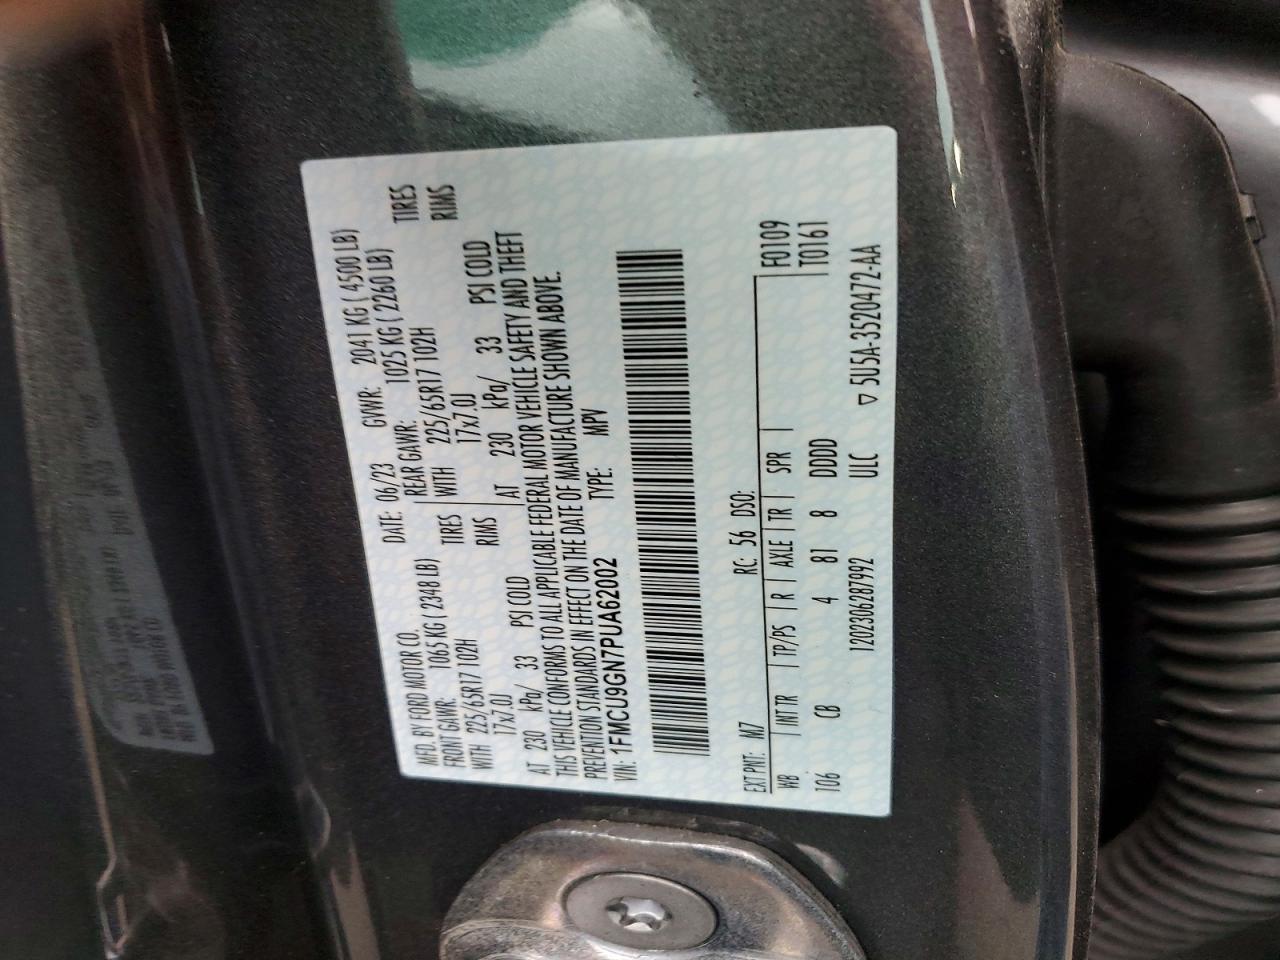 MFD. BY FORD MOTOR CO.
DATE: 06/23 GVWR: 2041 KG ( 4500 LB)
FRONT GAWR: 1065 KG ( 2348 LB) REAR GAWR: 1025 KG ( 2260 LB)
WITH 225/65R17 102H TIRES WITH 225/65R17 102H TIRES
17x7.0J RIMS 17x7.0J RIMS
AT 230 kPa/ 33 PSI COLD AT 230 kPa/ 33 PSI COLD
THIS VEHICLE CONFORMS TO ALL APPLICABLE FEDERAL MOTOR VEHICLE SAFETY AND THEFT
PREVENTION STANDARDS IN EFFECT ON THE DATE OF MANUFACTURE SHOWN ABOVE.
VIN: 1FMCU9GN7PUA62002 TYPE: MPV
EXT PNT: M7 RC: 56 DSO: F0109
WB INT TR TP/PS R AXLE TR SPR T0161
106 CB 4 81 8 DDDD
120230628799​2 ULC ▽ 5U5A-3520472-AA